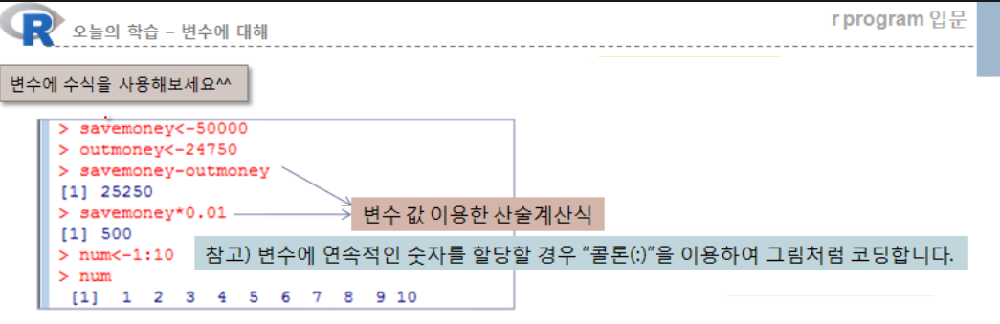 R
오늘의 학습 – 변수에 대해
r program 입문
변수에 수식을 사용해보세요^^
> savemoney<-50000
> outmoney<-24750
> savemoney-outmoney
[1] 25250
> savemoney*0.01
변수 값 이용한 산술계산식
[1] 500
> num<-1:10
참고) 변수에 연속적인 숫자를 할당할 경우 “콜론(:)”을 이용하여 그림처럼 코딩합니다.
> num
[1] 1 2 3 4 5 6 7 8 9 10